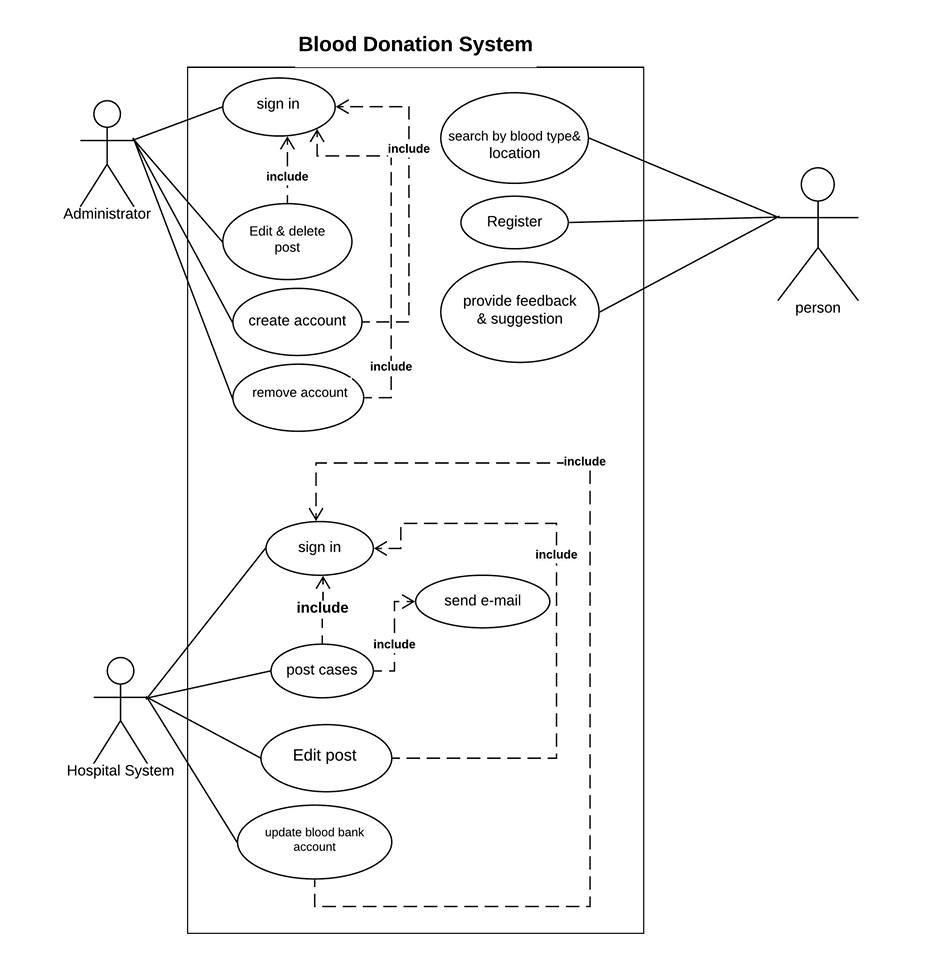 Blood Donation System
sign in
include
include
Edit & delete
post
create account
include
remove account
Administrator
search by blood type&
location
Register
provide feedback
& suggestion
person
include
sign in
include
include
send e-mail
include
post cases
Edit post
Hospital System
update blood bank
account